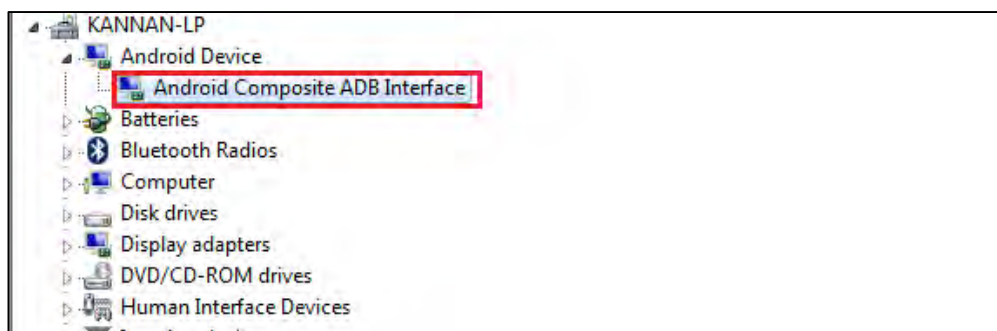 KANNAN-LP
Android Device
Android Composite ADB Interface
Batteries
Bluetooth Radios
Computer
Disk drives
Display adapters
DVD/CD-ROM drives
Human Interface Devices